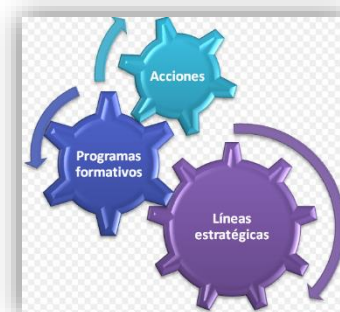 Acciones
Programas
formativos
Líneas
estratégicas